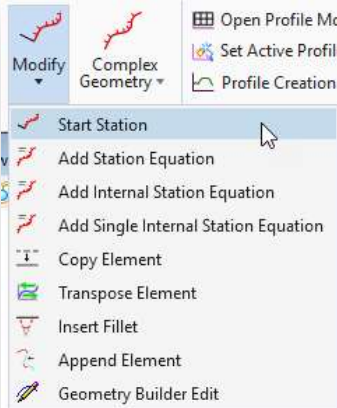 Modify
Complex
Geometry
Open Profile Mo
Set Active Profil
Profile Creation
Start Station
Add Station Equation
Add Internal Station Equation
Add Single Internal Station Equation
Copy Element
Transpose Element
Insert Fillet
Append Element
Geometry Builder Edit